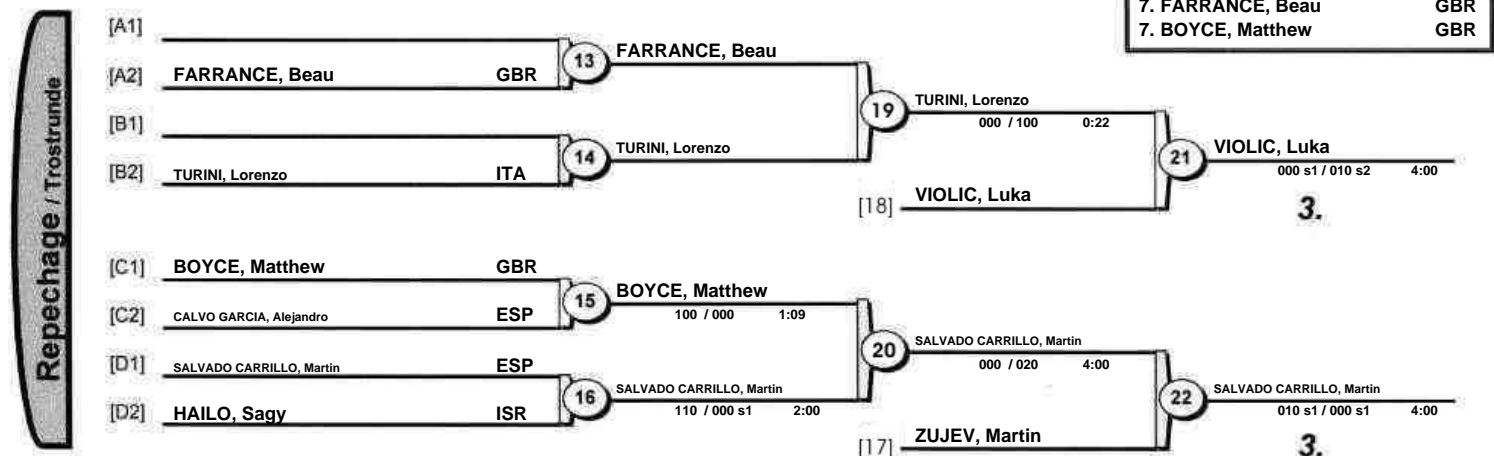 7. FARRANCE, Beau GBR
7. BOYCE, Matthew GBR
Repechage / Trostrunde
[A1]
[A2] FARRANCE, Beau GBR
13 FARRANCE, Beau
[B1]
[B2] TURINI, Lorenzo ITA
14 TURINI, Lorenzo
19 TURINI, Lorenzo
000 / 100 0:22
[18] VIOLIC, Luka
21 VIOLIC, Luka
000 s1 / 010 s2 4:00
3.
[C1] BOYCE, Matthew GBR
[C2] CALVO GARCIA, Alejandro ESP
15 BOYCE, Matthew
100 / 000 1:09
[D1] SALVADO CARRILLO, Martin ESP
[D2] HAILO, Sagy ISR
16 SALVADO CARRILLO, Martin
110 / 000 s1 2:00
20 SALVADO CARRILLO, Martin
000 / 020 4:00
[17] ZUJEV, Martin
22 SALVADO CARRILLO, Martin
010 s1 / 000 s1 4:00
3.